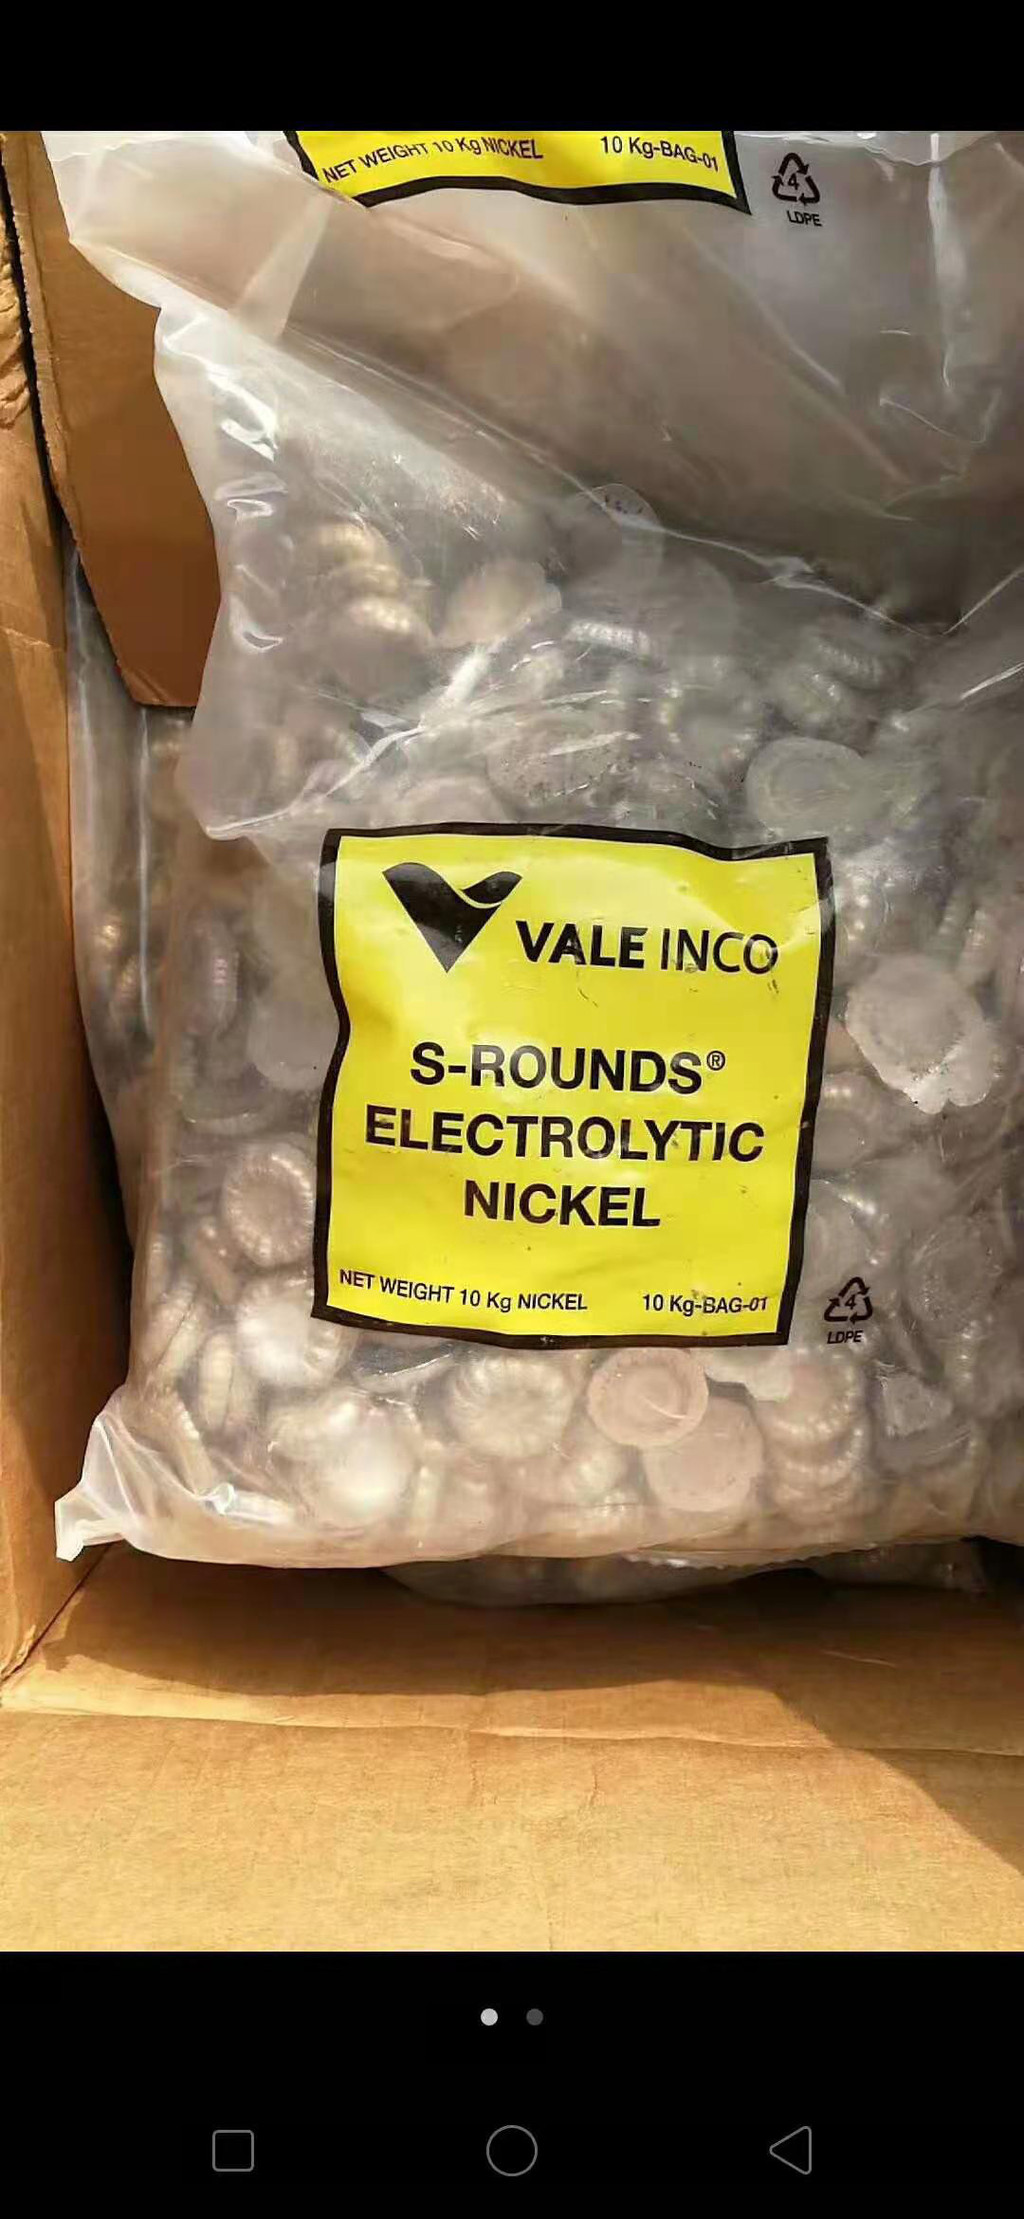 NET WEIGHT 10 Kg NICKEL 10 Kg-BAG-01
4
LDPE
VALE INCO
S-ROUNDS®
ELECTROLYTIC
NICKEL
NET WEIGHT 10 Kg NICKEL 10 Kg-BAG-01
4
LDPE